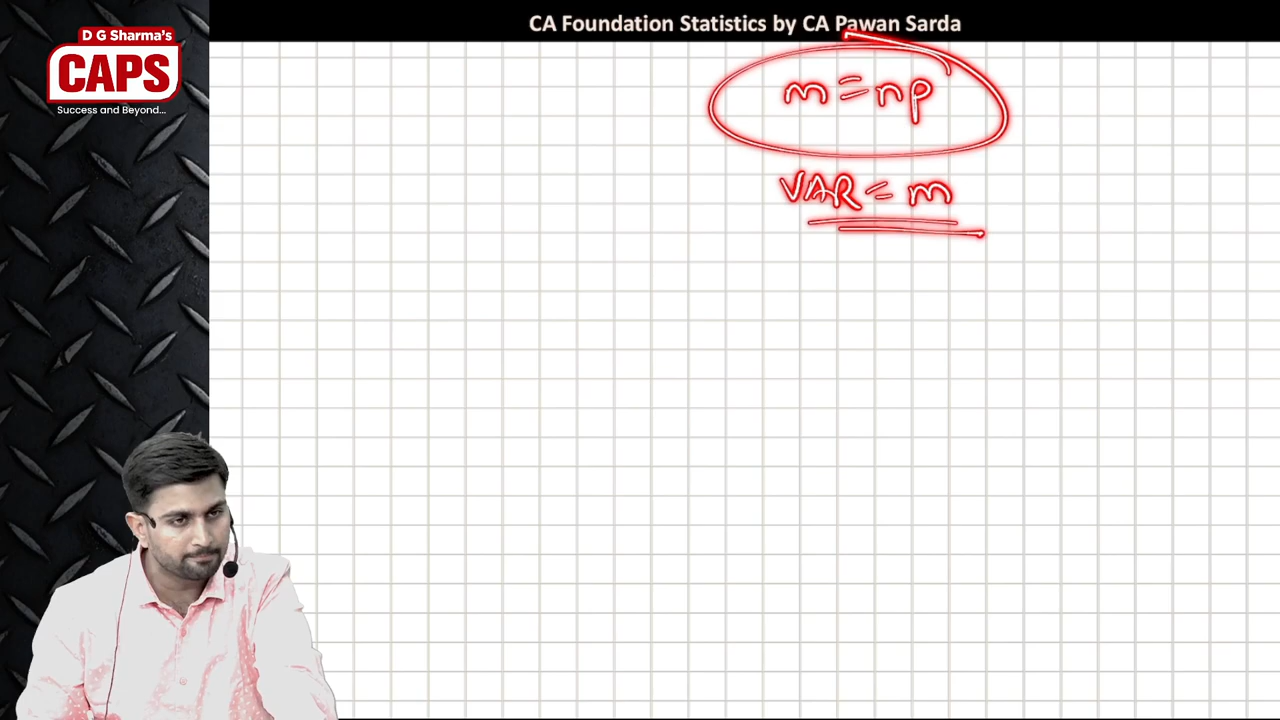 CA Foundation Statistics by CA Pawan Sarda
D G Sharma's
CAPS
Success and Beyond...
m = np
VAR = m